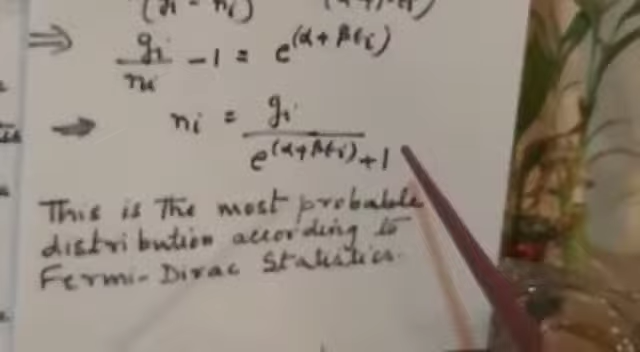 ⇒ gi/ni - 1 = e^(α+βεi)
→ ni = gi / e^(α+βεi) + 1
This is the most probable
distribution according to
Fermi-Dirac Statistics.